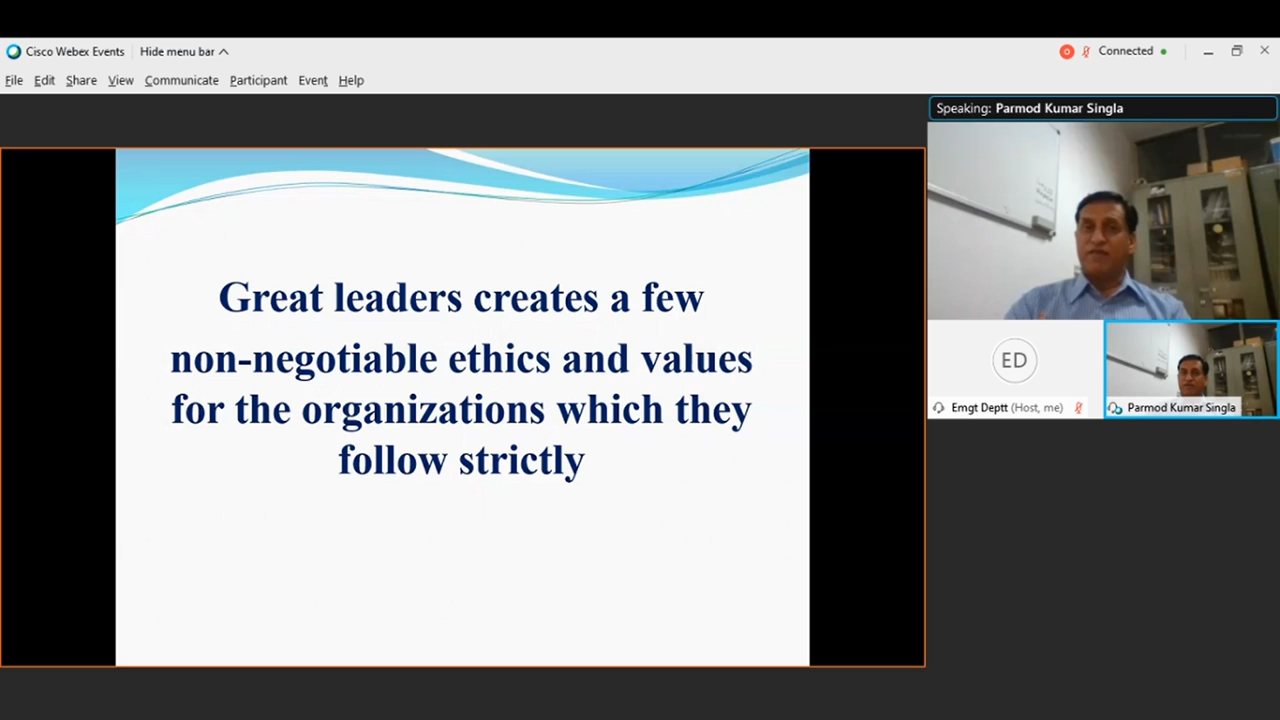 Cisco Webex Events
Hide menu bar
Connected
File Edit Share View Communicate Participant Event Help
Speaking: Parmod Kumar Singla
Great leaders creates a few
non-negotiable ethics and values
for the organizations which they
follow strictly
ED
Emgt Deptt (Host, me)
Parmod Kumar Singla